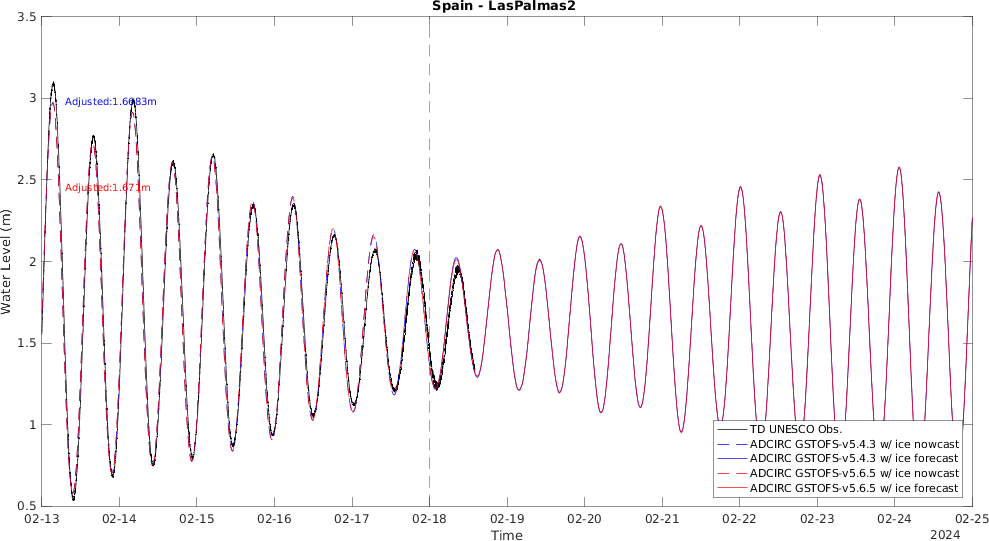 Spain - LasPalmas2
3.5
3
2.5
2
1.5
1
0.5
Water Level (m)
Adjusted:1.6683m
Adjusted:1.671m
TD UNESCO Obs.
ADCIRC GSTOFS-v5.4.3 w/ ice nowcast
ADCIRC GSTOFS-v5.4.3 w/ ice forecast
ADCIRC GSTOFS-v5.6.5 w/ ice nowcast
ADCIRC GSTOFS-v5.6.5 w/ ice forecast
02-13 02-14 02-15 02-16 02-17 02-18 02-19 02-20 02-21 02-22 02-23 02-24 02-25
Time
2024